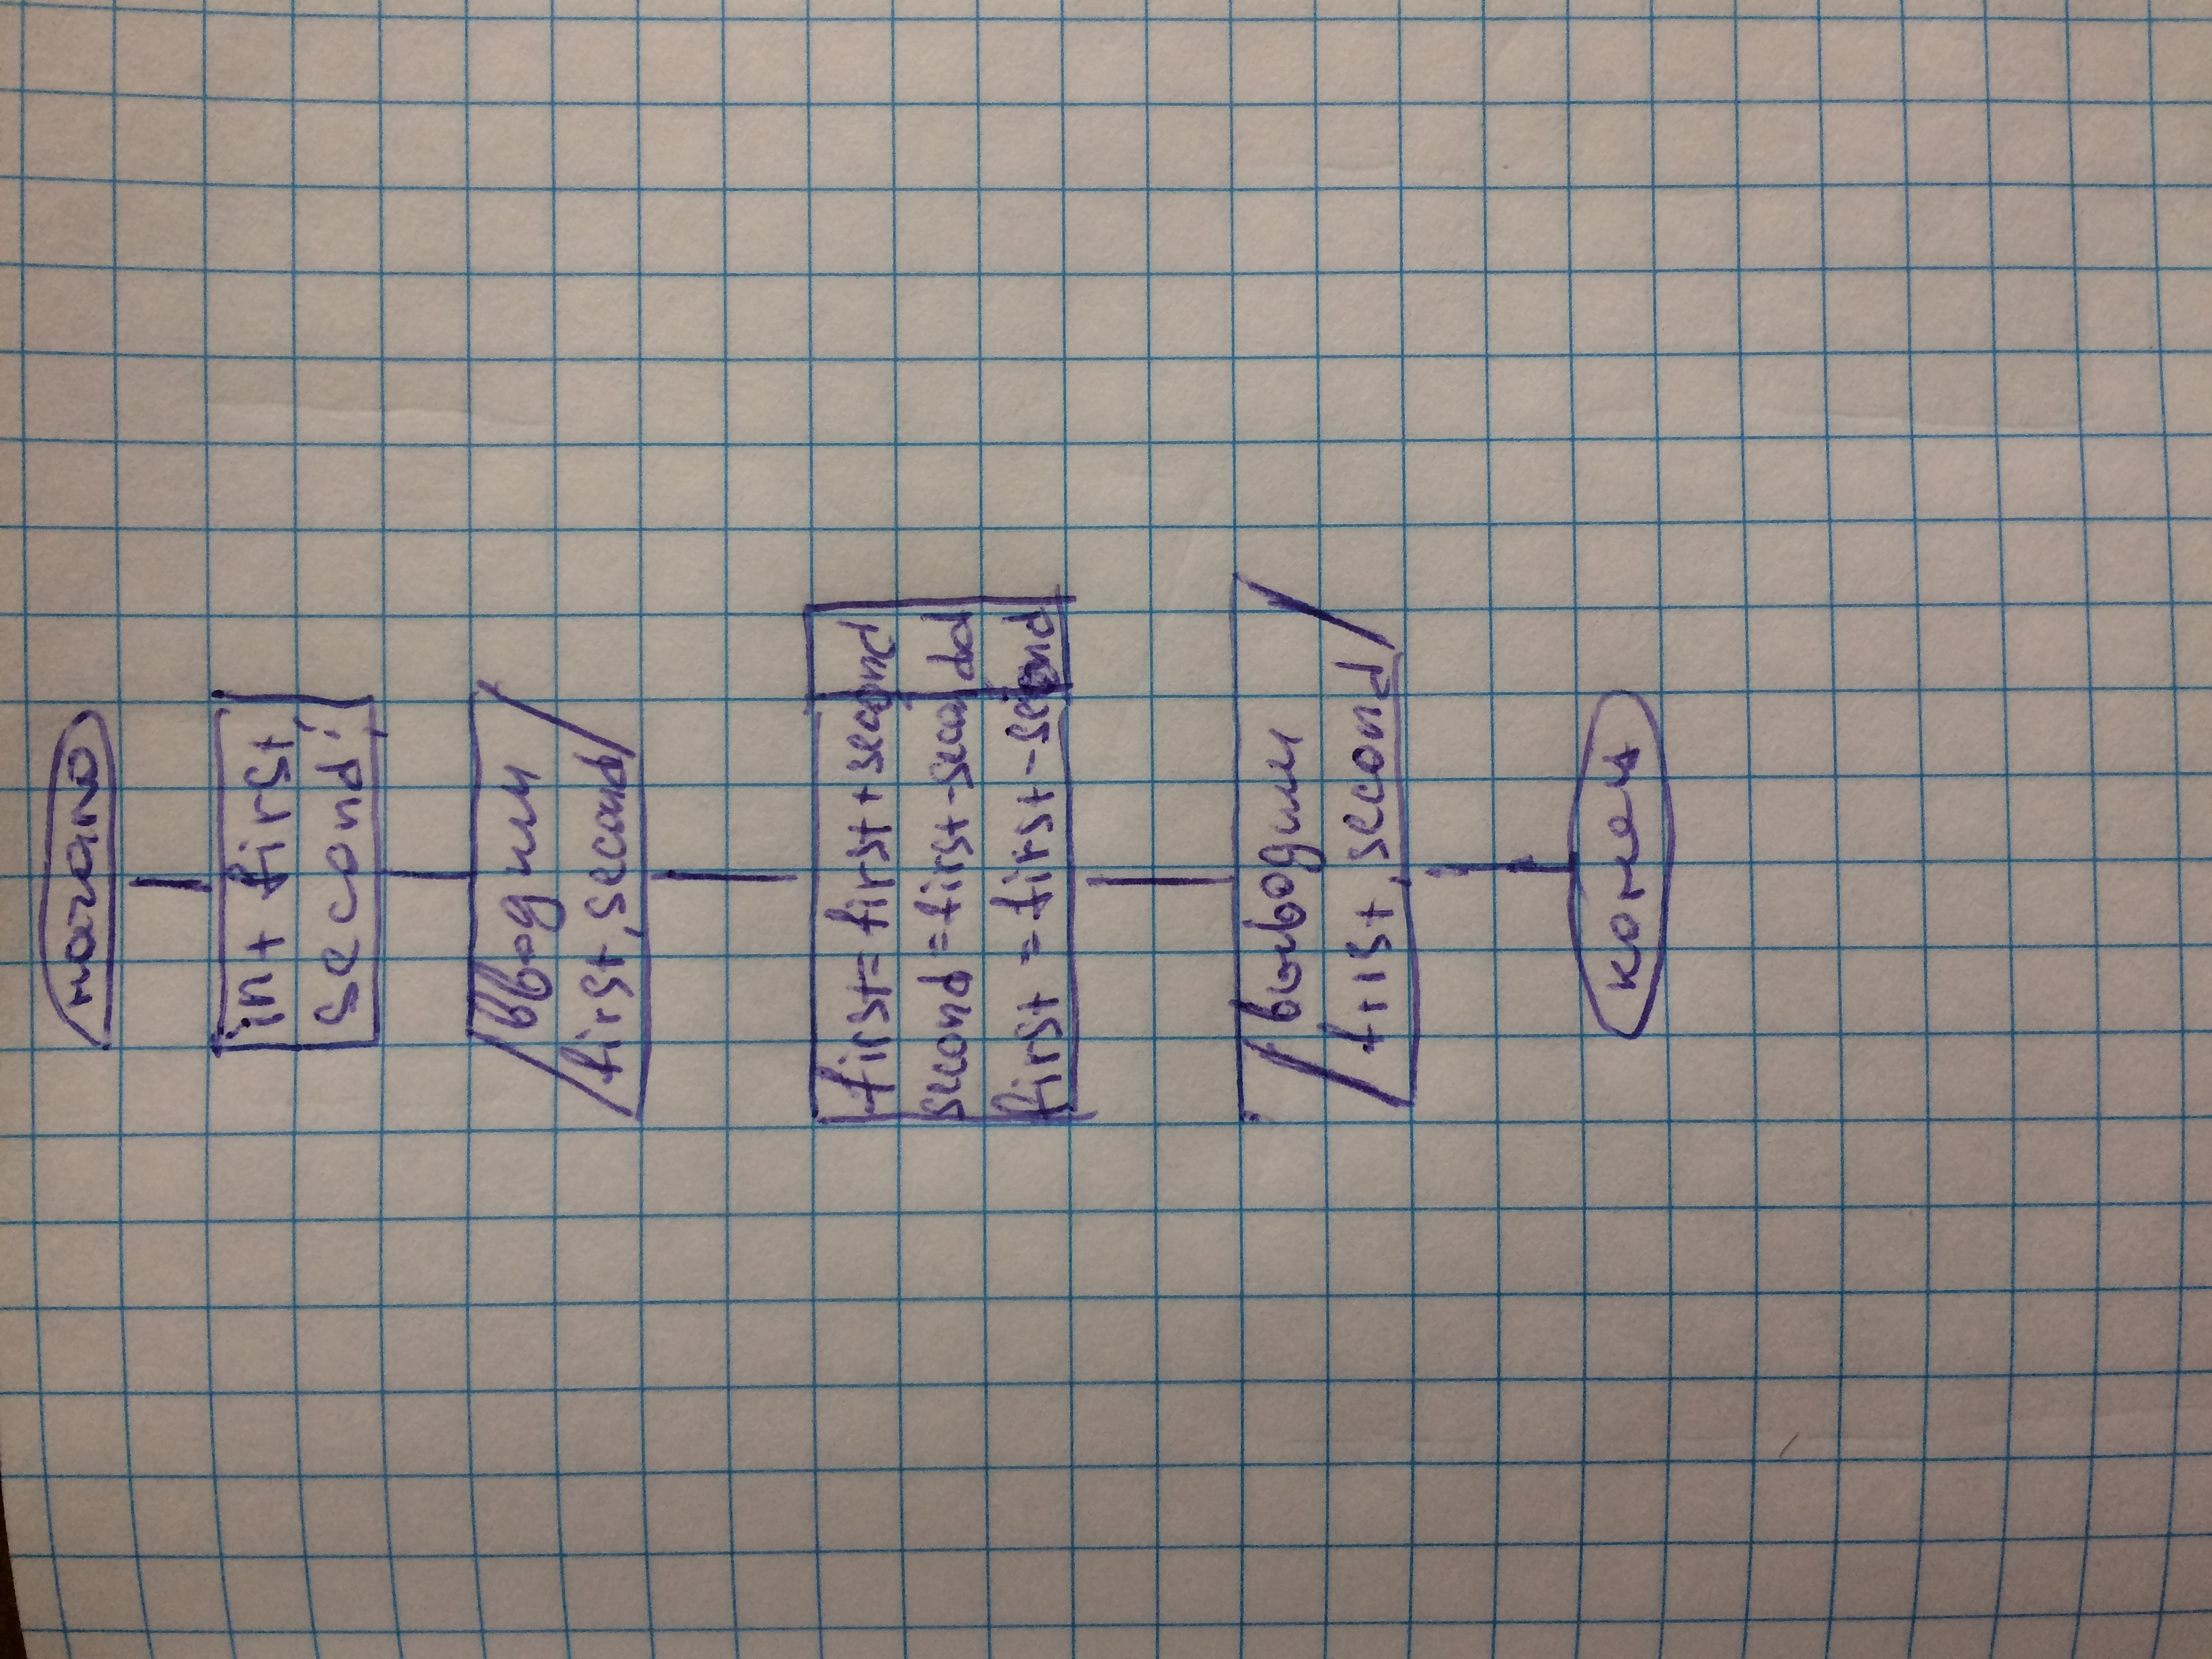 начало
int first,
second;
вводим
first, second
first = first + second
second = first - second
first = first - second
выводим
first, second
конец